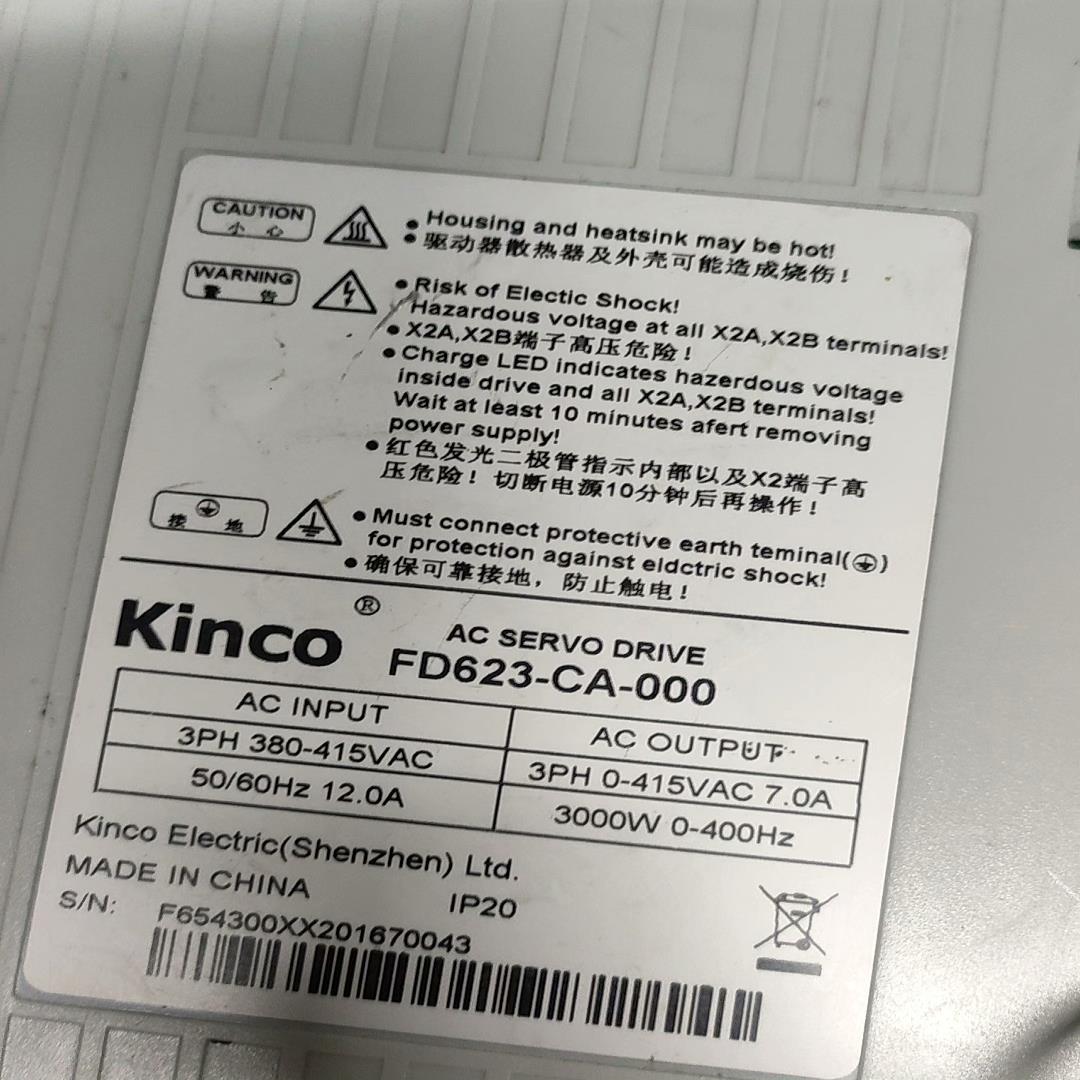 CAUTION
小 心
Housing and heatsink may be hot!
驱动器散热器及外壳可能造成烧伤！
WARNING
警 告
Risk of Electic Shock!
Hazardous voltage at all X2A,X2B terminals!
X2A,X2B端子高压危险！
Charge LED indicates hazerdous voltage
inside drive and all X2A,X2B terminals!
Wait at least 10 minutes afert removing
power supply!
红色发光二极管指示内部以及X2端子高
压危险！切断电源10分钟后再操作！
接 地
Must connect protective earth teminal(⏚)
for protection against eldctric shock!
确保可靠接地，防止触电！
Kinco®
AC SERVO DRIVE
FD623-CA-000
AC INPUT
3PH 380-415VAC
50/60Hz 12.0A
AC OUTPUT
3PH 0-415VAC 7.0A
3000W 0-400Hz
Kinco Electric(Shenzhen) Ltd.
MADE IN CHINA
IP20
S/N: F654300XX201670043